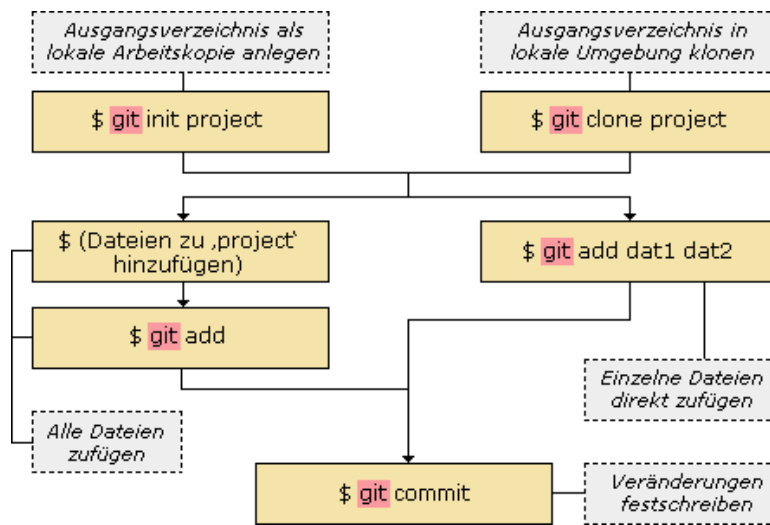 Ausgangsverzeichnis als
lokale Arbeitskopie anlegen
Ausgangsverzeichnis in
lokale Umgebung klonen
$ git init project
$ git clone project
$ (Dateien zu ‚project‘
hinzufügen)
$ git add dat1 dat2
$ git add
Einzelne Dateien
direkt zufügen
Alle Dateien
zufügen
$ git commit
Veränderungen
festschreiben